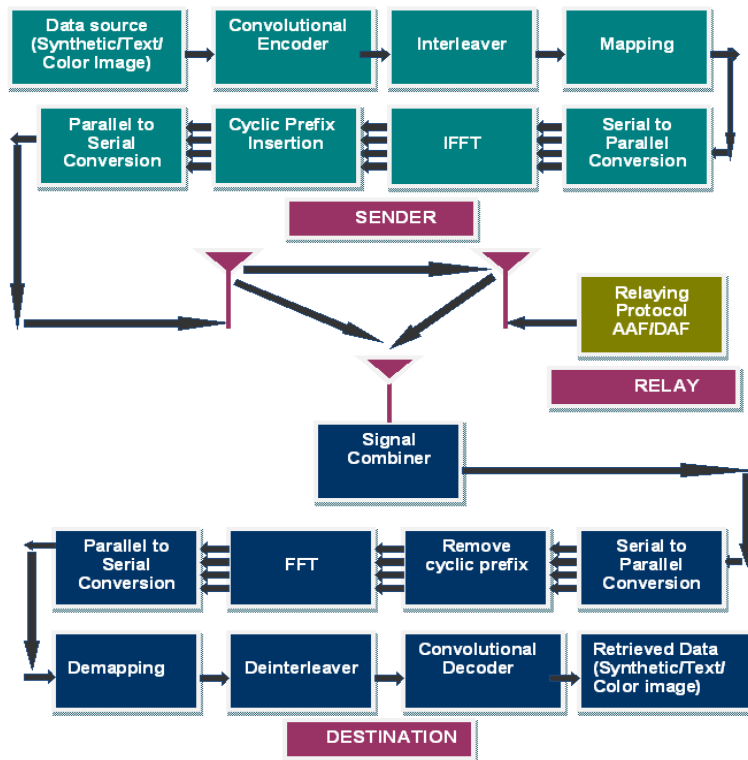 Data source
(Synthetic/Text/
Color Image)
Convolutional
Encoder
Interleaver
Mapping
Parallel to
Serial
Conversion
Cyclic Prefix
Insertion
IFFT
Serial to
Parallel
Conversion
SENDER
Relaying
Protocol
AAF/DAF
RELAY
Signal
Combiner
Parallel to
Serial
Conversion
FFT
Remove
cyclic prefix
Serial to
Parallel
Conversion
Demapping
Deinterleaver
Convolutional
Decoder
Retrieved Data
(Synthetic/Text/
Color image)
DESTINATION